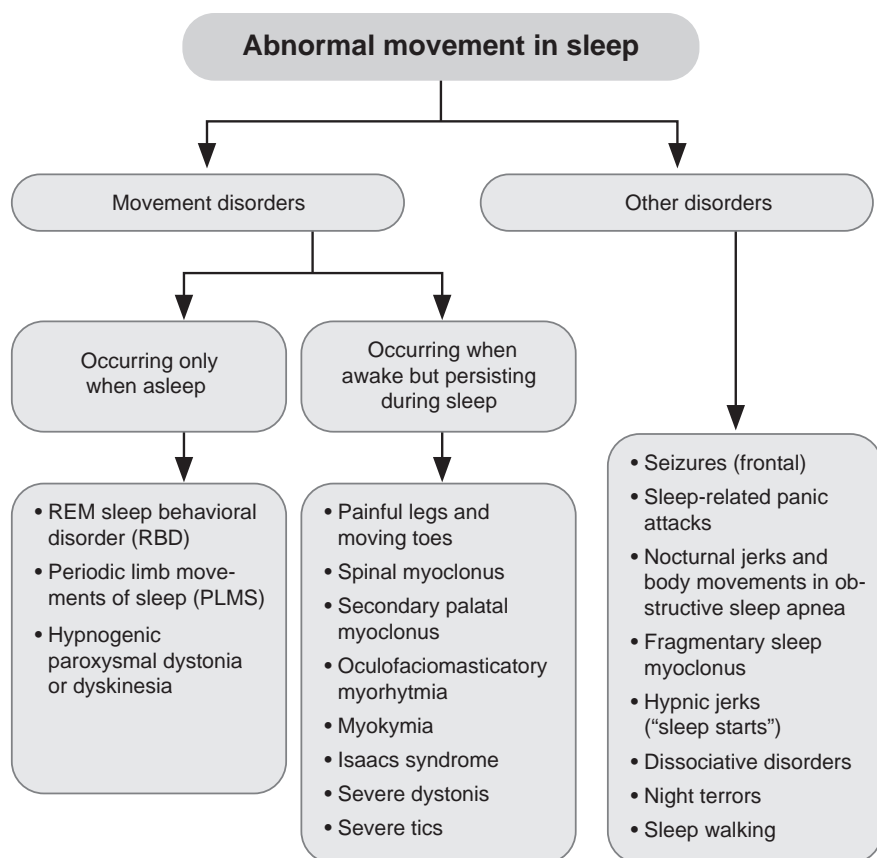 Abnormal movement in sleep
Movement disorders
Other disorders
Occurring only
when asleep
Occurring when
awake but persisting
during sleep
• REM sleep behavioral
disorder (RBD)
• Periodic limb move-
ments of sleep (PLMS)
• Hypnogenic
paroxysmal dystonia
or dyskinesia
• Painful legs and
moving toes
• Spinal myoclonus
• Secondary palatal
myoclonus
• Oculofaciomasticatory
myorhytmia
• Myokymia
• Isaacs syndrome
• Severe dystonis
• Severe tics
• Seizures (frontal)
• Sleep-related panic
attacks
• Nocturnal jerks and
body movements in ob-
structive sleep apnea
• Fragmentary sleep
myoclonus
• Hypnic jerks
(“sleep starts”)
• Dissociative disorders
• Night terrors
• Sleep walking